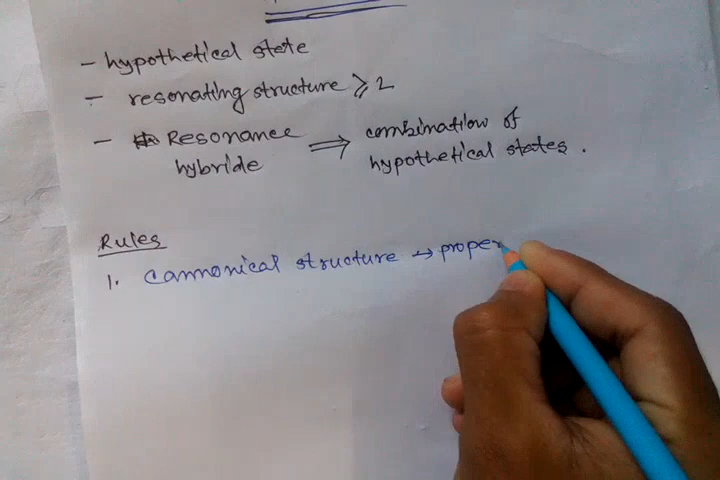 - hypothetical state
- resonating structure ⩾ 2
- Resonance ⇒ combination of
hybride hypothetical states.
Rules
1. Cannonical structure → proper